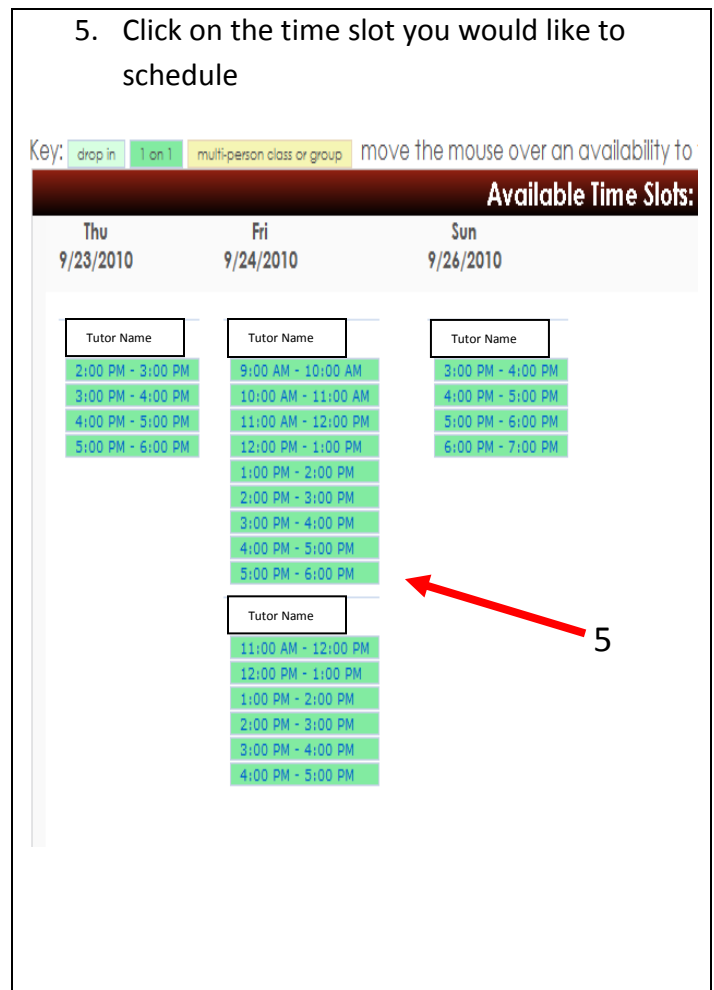 5. Click on the time slot you would like to
schedule
Key: drop in 1 on 1 multi-person class or group move the mouse over an availability to
Available Time Slots:
Thu Fri Sun
9/23/2010 9/24/2010 9/26/2010
Tutor Name Tutor Name Tutor Name
2:00 PM - 3:00 PM 9:00 AM - 10:00 AM 3:00 PM - 4:00 PM
3:00 PM - 4:00 PM 10:00 AM - 11:00 AM 4:00 PM - 5:00 PM
4:00 PM - 5:00 PM 11:00 AM - 12:00 PM 5:00 PM - 6:00 PM
5:00 PM - 6:00 PM 12:00 PM - 1:00 PM 6:00 PM - 7:00 PM
1:00 PM - 2:00 PM
2:00 PM - 3:00 PM
3:00 PM - 4:00 PM
4:00 PM - 5:00 PM
5:00 PM - 6:00 PM
Tutor Name
5
11:00 AM - 12:00 PM
12:00 PM - 1:00 PM
1:00 PM - 2:00 PM
2:00 PM - 3:00 PM
3:00 PM - 4:00 PM
4:00 PM - 5:00 PM